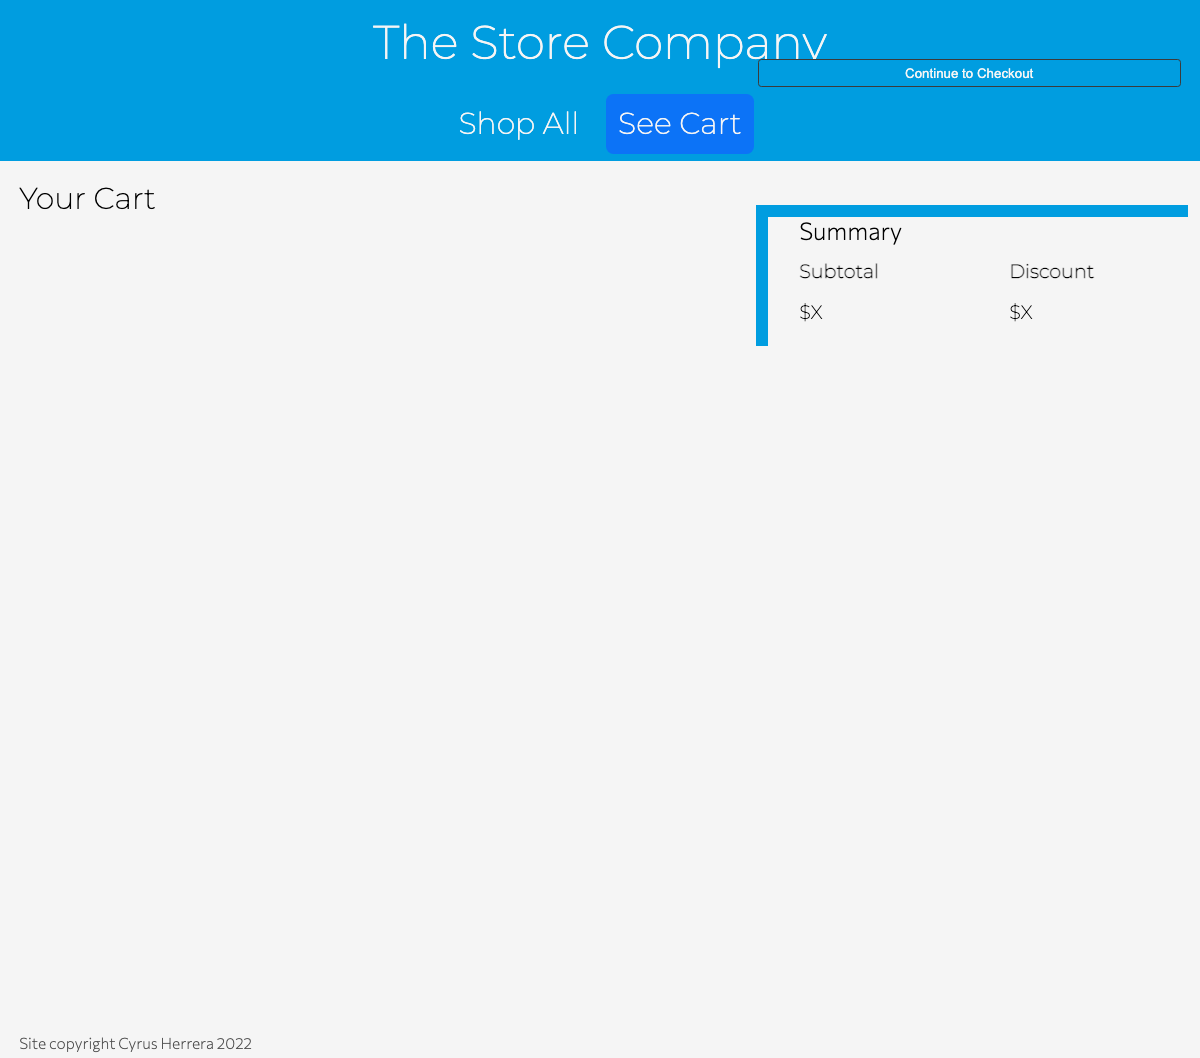 The Store Company
Continue to Checkout
Shop All See Cart
Your Cart
Summary
Subtotal Discount
$X $X
Site copyright Cyrus Herrera 2022